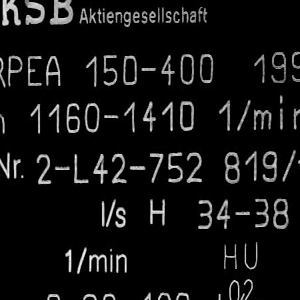 KSB Aktiengesellschaft
RPEA 150-400 199
n 1160-1410 1/min
Nr. 2-L42-752 819/
l/s H 34-38
1/min HU